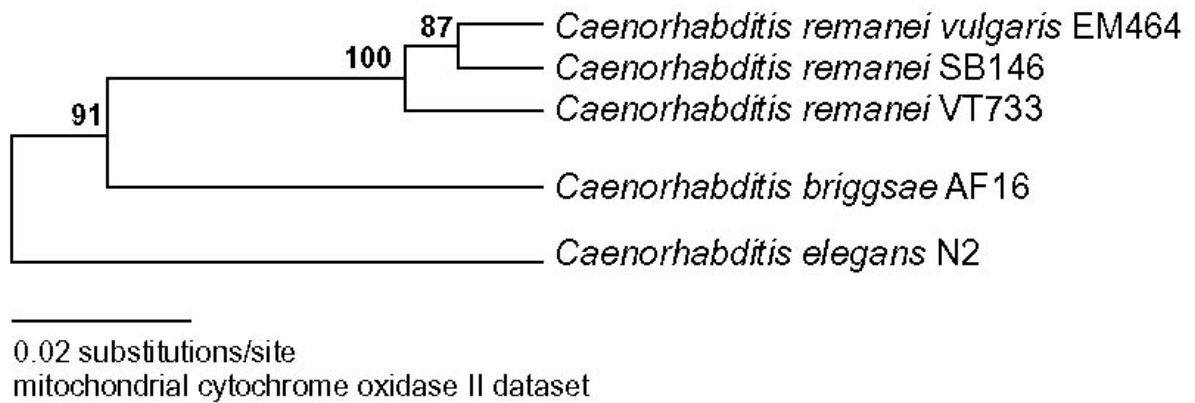 87
Caenorhabditis remanei vulgaris EM464
100
Caenorhabditis remanei SB146
Caenorhabditis remanei VT733
91
Caenorhabditis briggsae AF16
Caenorhabditis elegans N2
0.02 substitutions/site
mitochondrial cytochrome oxidase II dataset